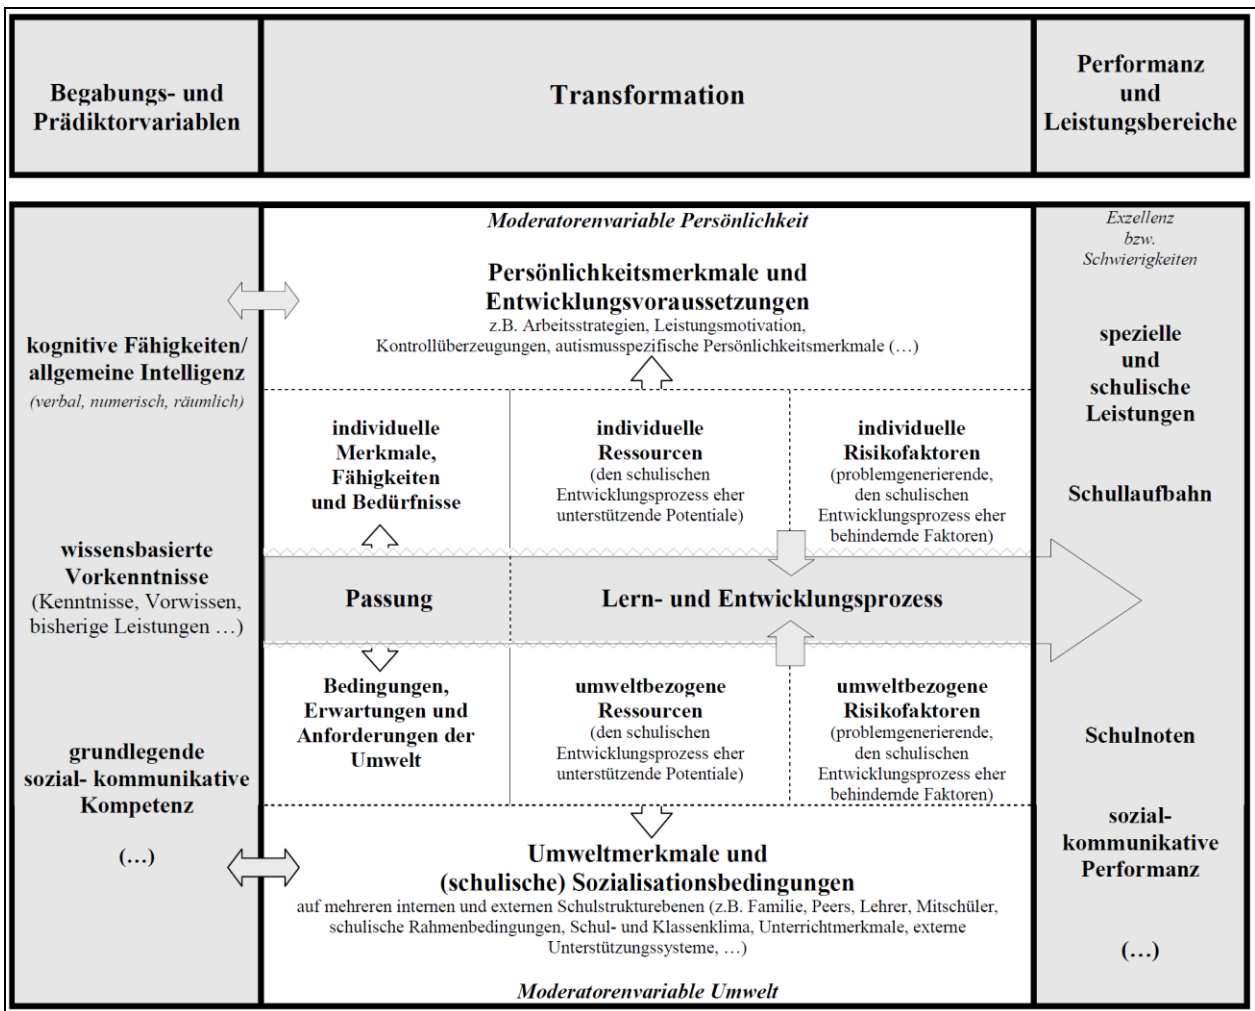 Begabungs- und
Prädiktorvariablen
Transformation
Performanz
und
Leistungsbereiche
kognitive Fähigkeiten/
allgemeine Intelligenz
(verbal, numerisch, räumlich)
wissensbasierte
Vorkenntnisse
(Kenntnisse, Vorwissen,
bisherige Leistungen …)
grundlegende
sozial- kommunikative
Kompetenz
(…)
Moderatorenvariable Persönlichkeit
Persönlichkeitsmerkmale und
Entwicklungsvoraussetzungen
z.B. Arbeitsstrategien, Leistungsmotivation,
Kontrollüberzeugungen, autismusspezifische Persönlichkeitsmerkmale (…)
individuelle
Merkmale,
Fähigkeiten
und Bedürfnisse
individuelle
Ressourcen
(den schulischen
Entwicklungsprozess eher
unterstützende Potentiale)
individuelle
Risikofaktoren
(problemgenerierende,
den schulischen
Entwicklungsprozess eher
behindernde Faktoren)
Passung
Lern- und Entwicklungsprozess
Bedingungen,
Erwartungen und
Anforderungen der
Umwelt
umweltbezogene
Ressourcen
(den schulischen
Entwicklungsprozess eher
unterstützende Potentiale)
umweltbezogene
Risikofaktoren
(problemgenerierende,
den schulischen
Entwicklungsprozess eher
behindernde Faktoren)
Umweltmerkmale und
(schulische) Sozialisationsbedingungen
auf mehreren internen und externen Schulstrukturebenen (z.B. Familie, Peers, Lehrer, Mitschüler,
schulische Rahmenbedingungen, Schul- und Klassenklima, Unterrichtmerkmale, externe
Unterstützungssysteme, …)
Moderatorenvariable Umwelt
Exzellenz
bzw.
Schwierigkeiten
spezielle
und
schulische
Leistungen
Schullaufbahn
Schulnoten
sozial-
kommunikative
Performanz
(…)